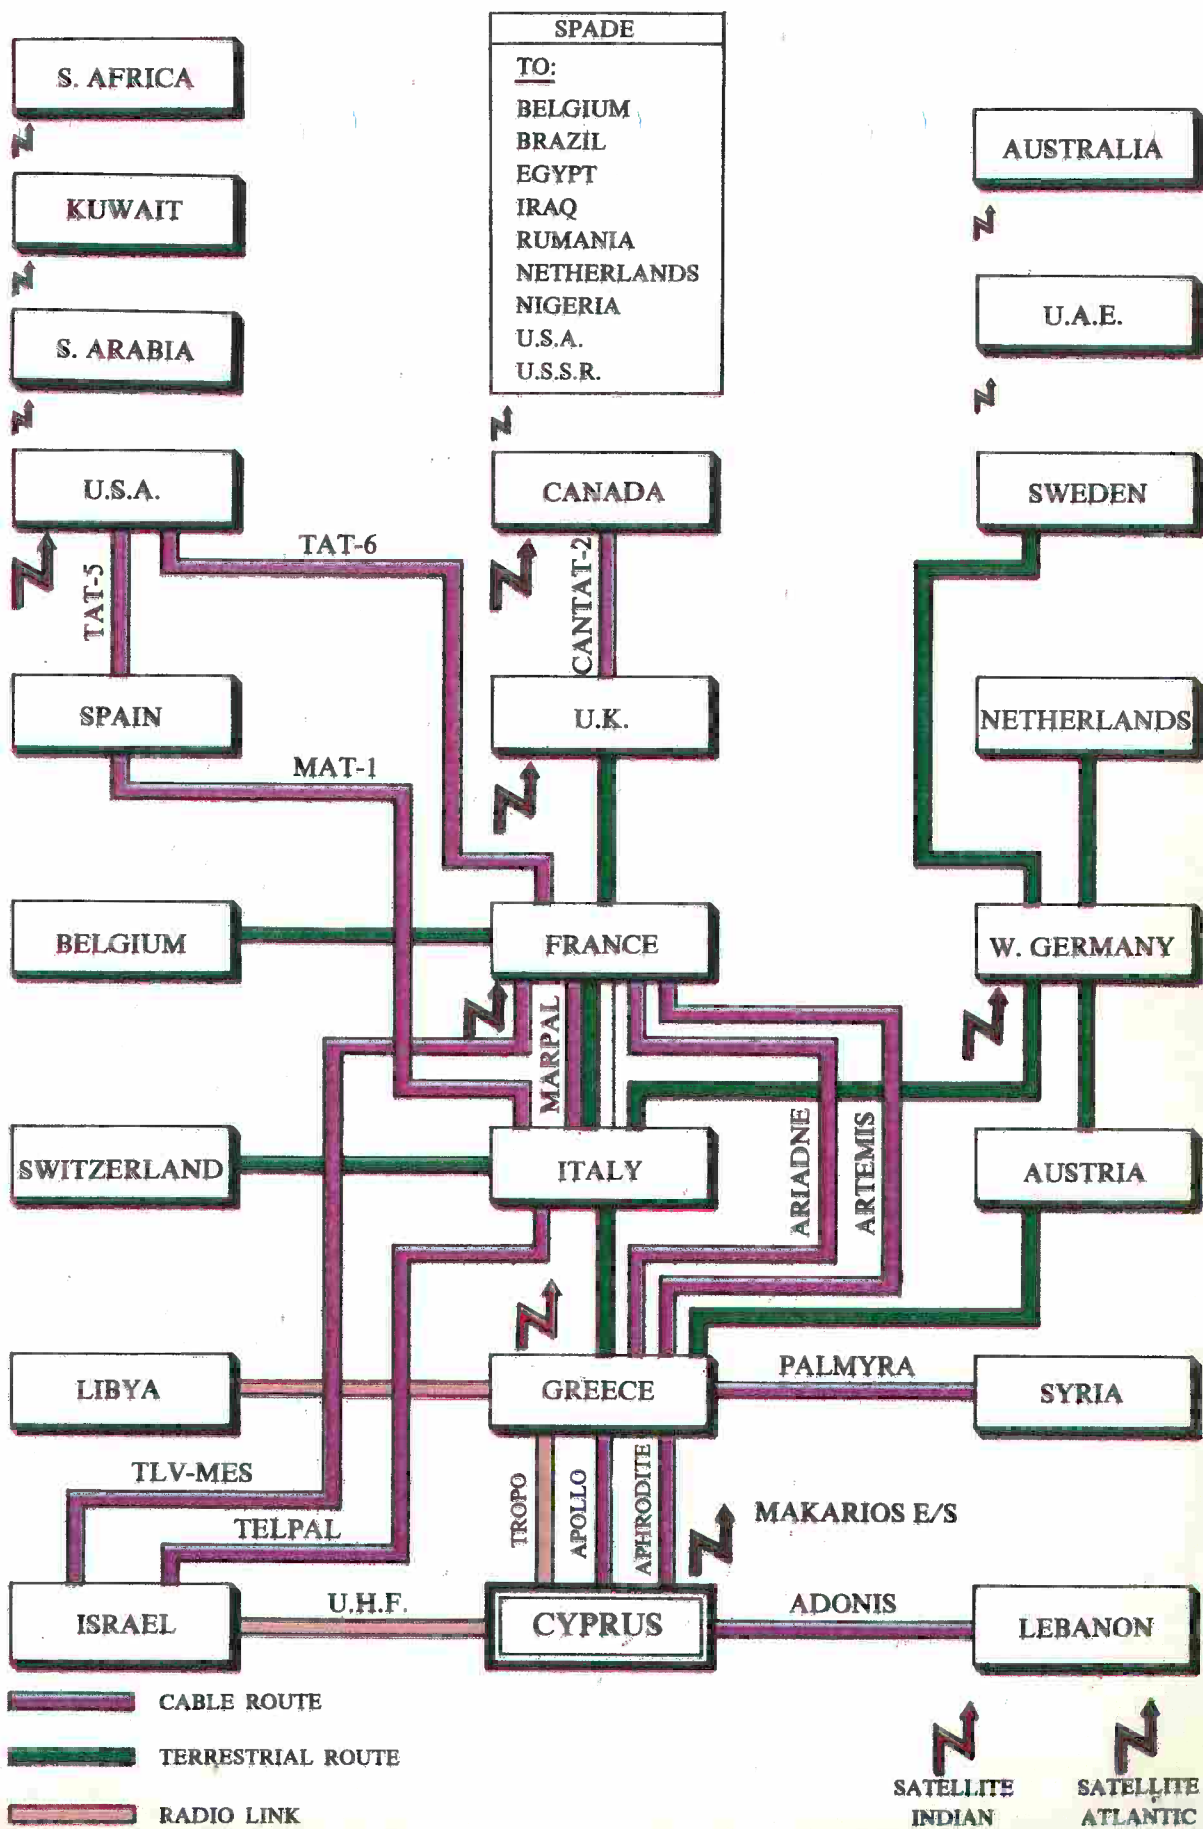 SPADE
TO:
BELGIUM
BRAZIL
EGYPT
IRAQ
RUMANIA
NETHERLANDS
NIGERIA
U.S.A.
U.S.S.R.
S. AFRICA
KUWAIT
S. ARABIA
U.S.A.
AUSTRALIA
U.A.E.
CANADA
SWEDEN
TAT-6
TAT-5
CANTAT-2
SPAIN
U.K.
NETHERLANDS
MAT-1
BELGIUM
FRANCE
W. GERMANY
MARPAL
ARIADNE
ARTEMIS
SWITZERLAND
ITALY
AUSTRIA
LIBYA
GREECE
PALMYRA
SYRIA
TLV-MES
TELPAL
TROPO
APOLLO
APHRODITE
MAKARIOS E/S
ISRAEL
U.H.F.
CYPRUS
ADONIS
LEBANON
CABLE ROUTE
TERRESTRIAL ROUTE
RADIO LINK
SATELLITE
INDIAN
SATELLITE
ATLANTIC